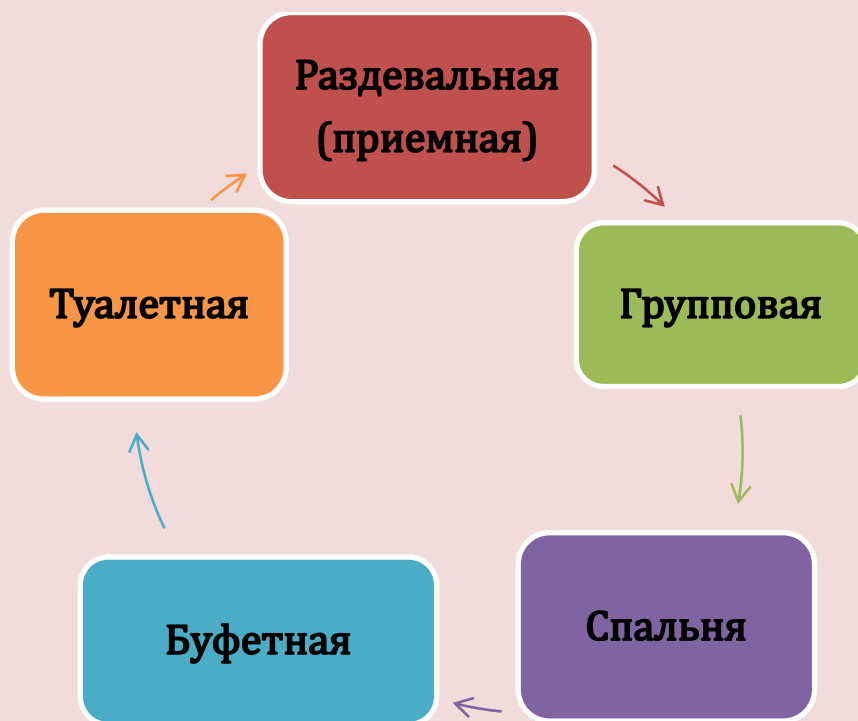 Раздевальная
(приемная)
Групповая
Спальня
Буфетная
Туалетная